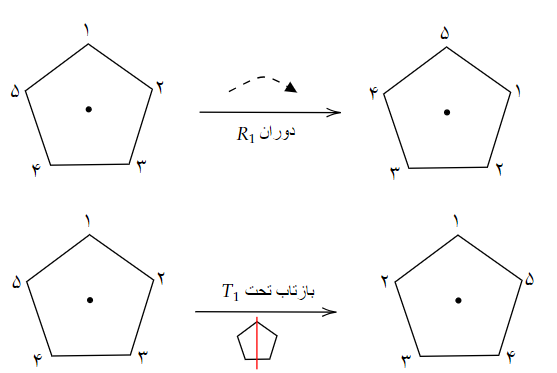 ۱
۵
۵ ۲ ۴ ۱
دوران R₁
۴ ۳ ۳ ۲
۱ ۱
۵ ۲ ۲ ۵
بازتاب تحت T₁
۴ ۳ ۳ ۴